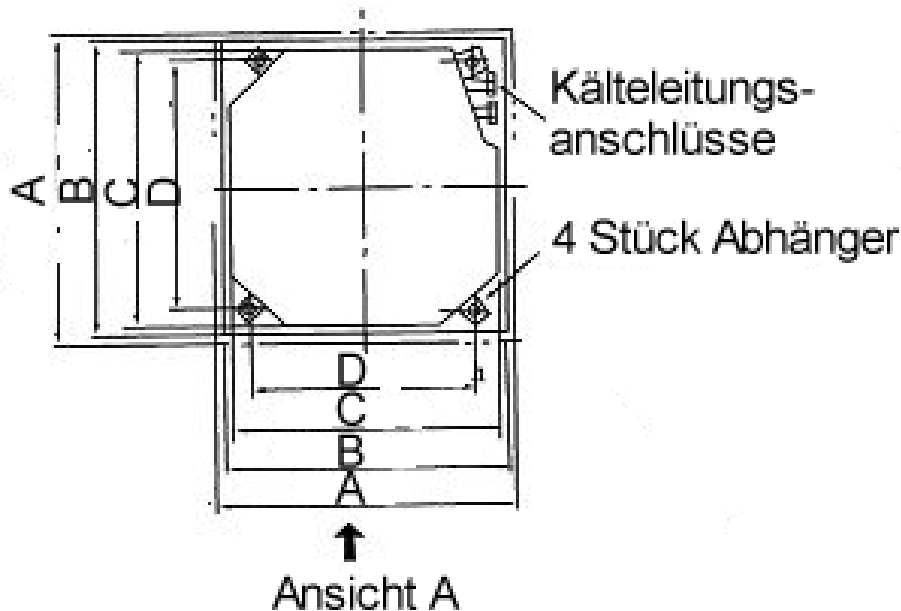 Kälteleitungs-
anschlüsse
A B C D
4 Stück Abhänger
D
C
B
A
Ansicht A